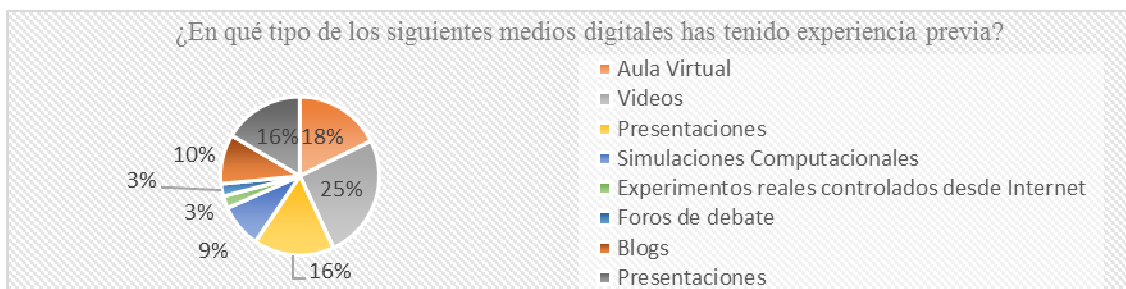 ¿En qué tipo de los siguientes medios digitales has tenido experiencia previa?
Aula Virtual
Videos
Presentaciones
Simulaciones Computacionales
Experimentos reales controlados desde Internet
Foros de debate
Blogs
Presentaciones
16%
18%
10%
3%
25%
3%
9%
16%